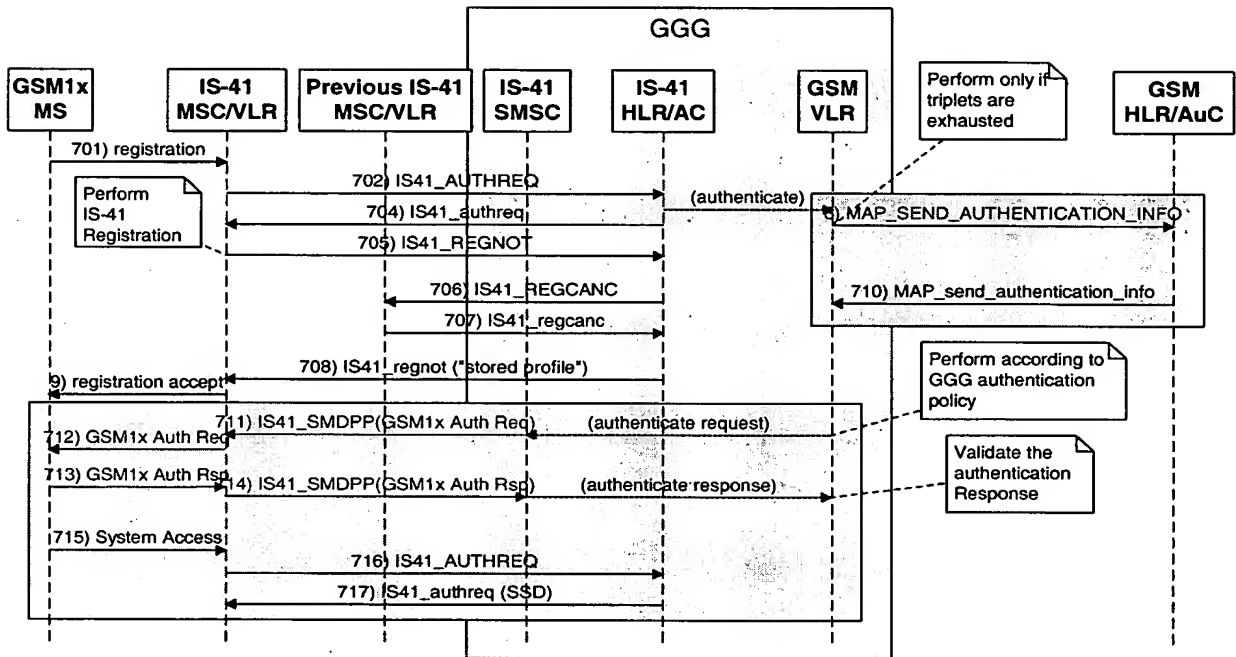 GGG
GSM1x
MS
IS-41
MSC/VLR
Previous IS-41
MSC/VLR
IS-41
SMSC
IS-41
HLR/AC
GSM
VLR
Perform only if
triplets are
exhausted
GSM
HLR/AuC
701) registration
Perform
IS-41
Registration
702) IS41_AUTHREQ
(authenticate)
704) IS41_authreq
MAP_SEND_AUTHENTICATION_INFO
705) IS41_REGNOT
706) IS41_REGCANC
710) MAP_send_authentication_info
707) IS41_regcanc
708) IS41_regnot ("stored profile")
9) registration accept
Perform according to
GGG authentication
policy
711) IS41_SMDPP(GSM1x Auth Req)
(authenticate request)
712) GSM1x Auth Req
713) GSM1x Auth Rsp
14) IS41_SMDPP(GSM1x Auth Rsp)
(authenticate response)
Validate the
authentication
Response
715) System Access
716) IS41_AUTHREQ
717) IS41_authreq (SSD)